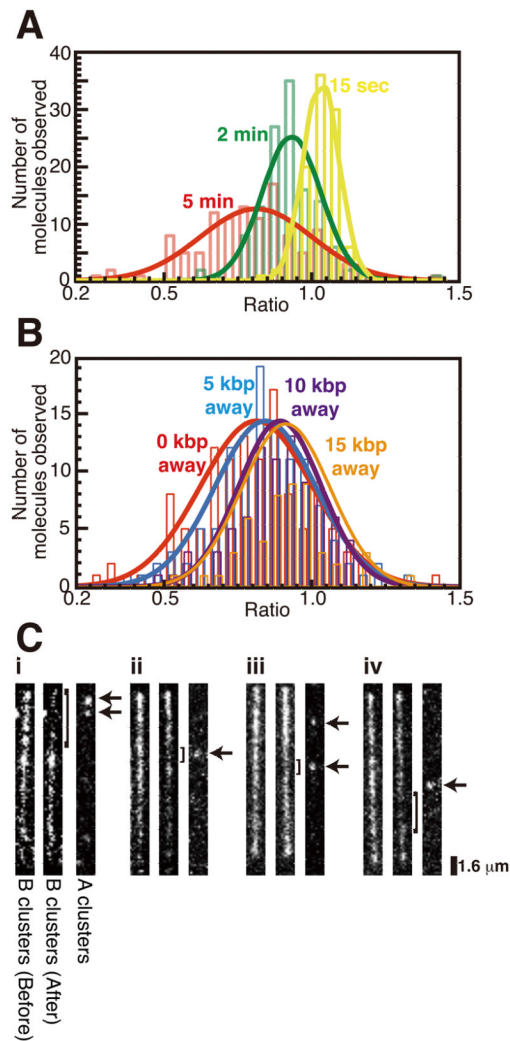 A
Number of
molecules observed
40
30
20
10
0
15 sec
2 min
5 min
0.2
0.5
1.0
1.5
Ratio
B
Number of
molecules observed
20
15
10
5
0
5 kbp
away
10 kbp
away
0 kbp
away
15 kbp
away
0.2
0.5
1.0
1.5
Ratio
C
i
ii
iii
iv
1.6 μm
B clusters (Before)
B clusters (After)
A clusters